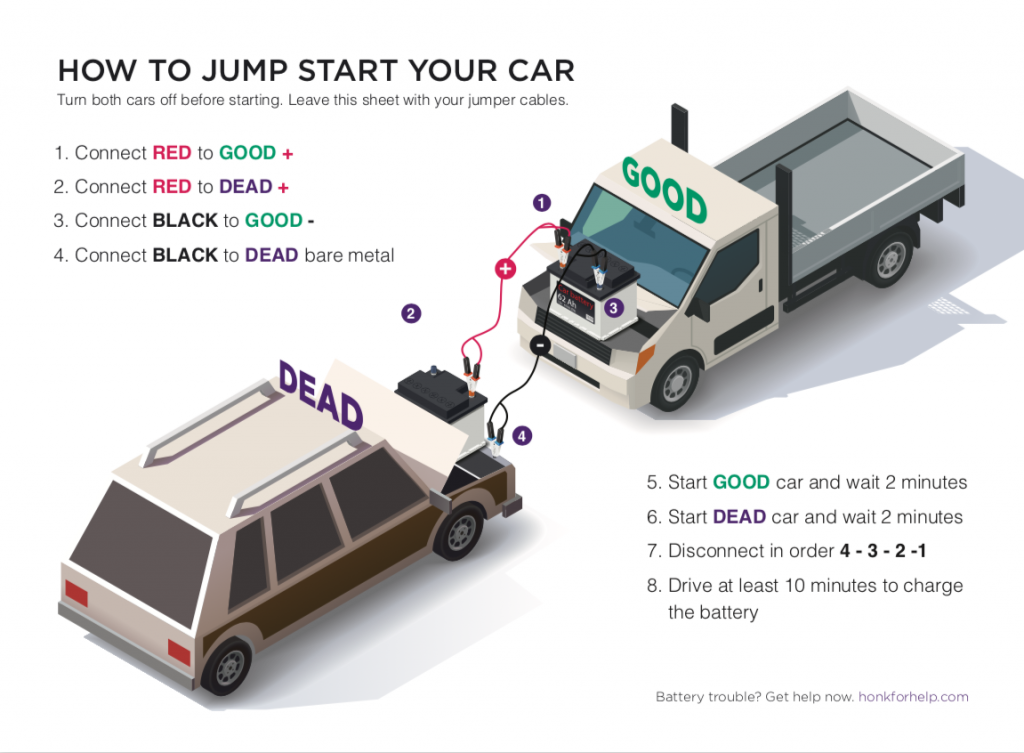 HOW TO JUMP START YOUR CAR
Turn both cars off before starting. Leave this sheet with your jumper cables.
1. Connect RED to GOOD +
2. Connect RED to DEAD +
3. Connect BLACK to GOOD -
4. Connect BLACK to DEAD bare metal
GOOD
1
+
2
Car Battery
62 Ah
3
-
DEAD
4
5. Start GOOD car and wait 2 minutes
6. Start DEAD car and wait 2 minutes
7. Disconnect in order 4 - 3 - 2 -1
8. Drive at least 10 minutes to charge
the battery
Battery trouble? Get help now. honkforhelp.com